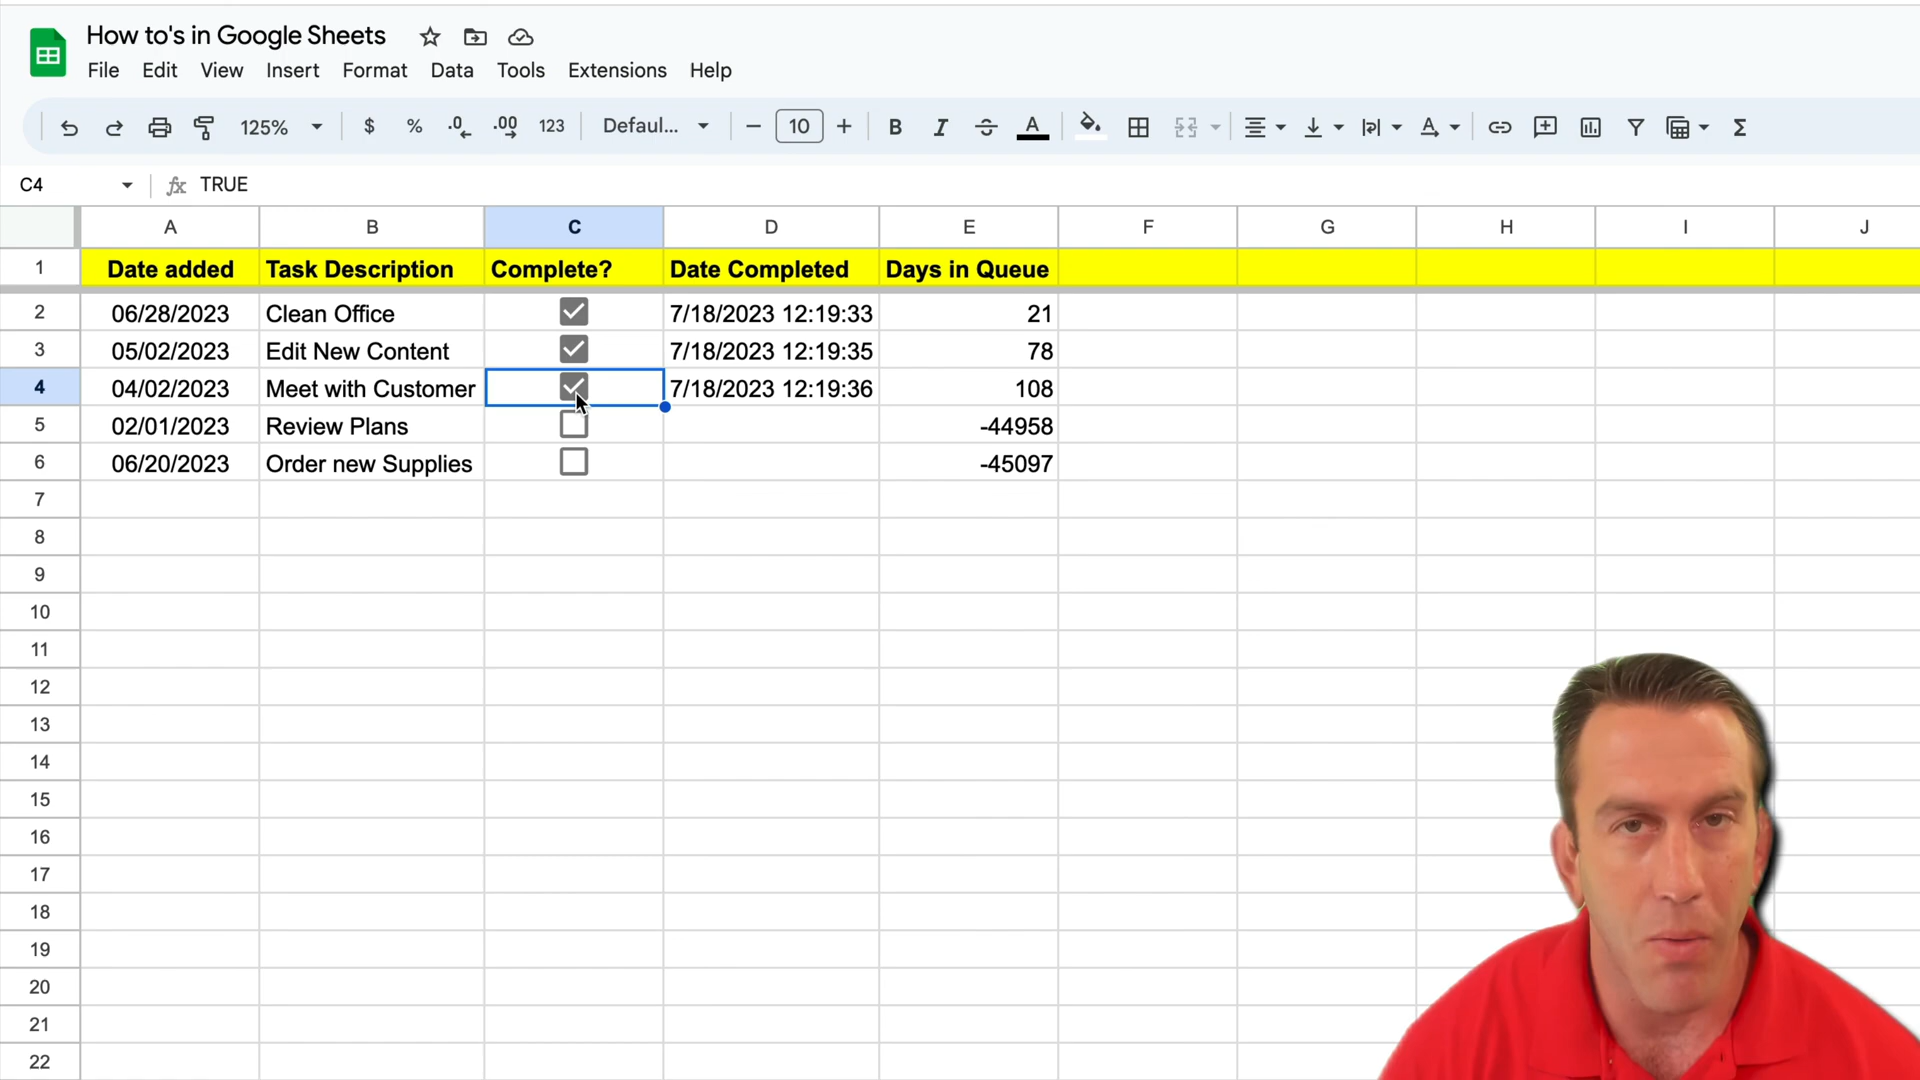 How to's in Google Sheets
File Edit View Insert Format Data Tools Extensions Help
125% $ % .0 .00 123 Defaul... 10 B I S A A Σ
C4 fx TRUE
A B C D E F G H I J
1 Date added Task Description Complete? Date Completed Days in Queue
2 06/28/2023 Clean Office 7/18/2023 12:19:33 21
3 05/02/2023 Edit New Content 7/18/2023 12:19:35 78
4 04/02/2023 Meet with Customer 7/18/2023 12:19:36 108
5 02/01/2023 Review Plans -44958
6 06/20/2023 Order new Supplies -45097
7
8
9
10
11
12
13
14
15
16
17
18
19
20
21
22